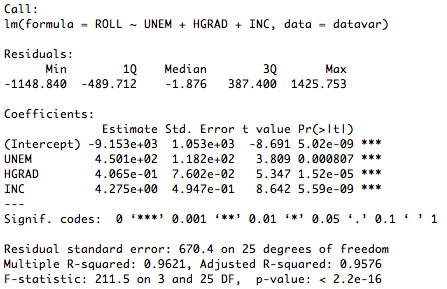 Call:
lm(formula = ROLL ~ UNEM + HGRAD + INC, data = datavar)
Residuals:
Min 1Q Median 3Q Max
-1148.840 -489.712 -1.876 387.400 1425.753
Coefficients:
Estimate Std. Error t value Pr(>|t|)
(Intercept) -9.153e+03 1.053e+03 -8.691 5.02e-09 ***
UNEM 4.501e+02 1.182e+02 3.809 0.000807 ***
HGRAD 4.065e-01 7.602e-02 5.347 1.52e-05 ***
INC 4.275e+00 4.947e-01 8.642 5.59e-09 ***
---
Signif. codes: 0 ‘***’ 0.001 ‘**’ 0.01 ‘*’ 0.05 ‘.’ 0.1 ‘ ’ 1
Residual standard error: 670.4 on 25 degrees of freedom
Multiple R-squared: 0.9621, Adjusted R-squared: 0.9576
F-statistic: 211.5 on 3 and 25 DF, p-value: < 2.2e-16